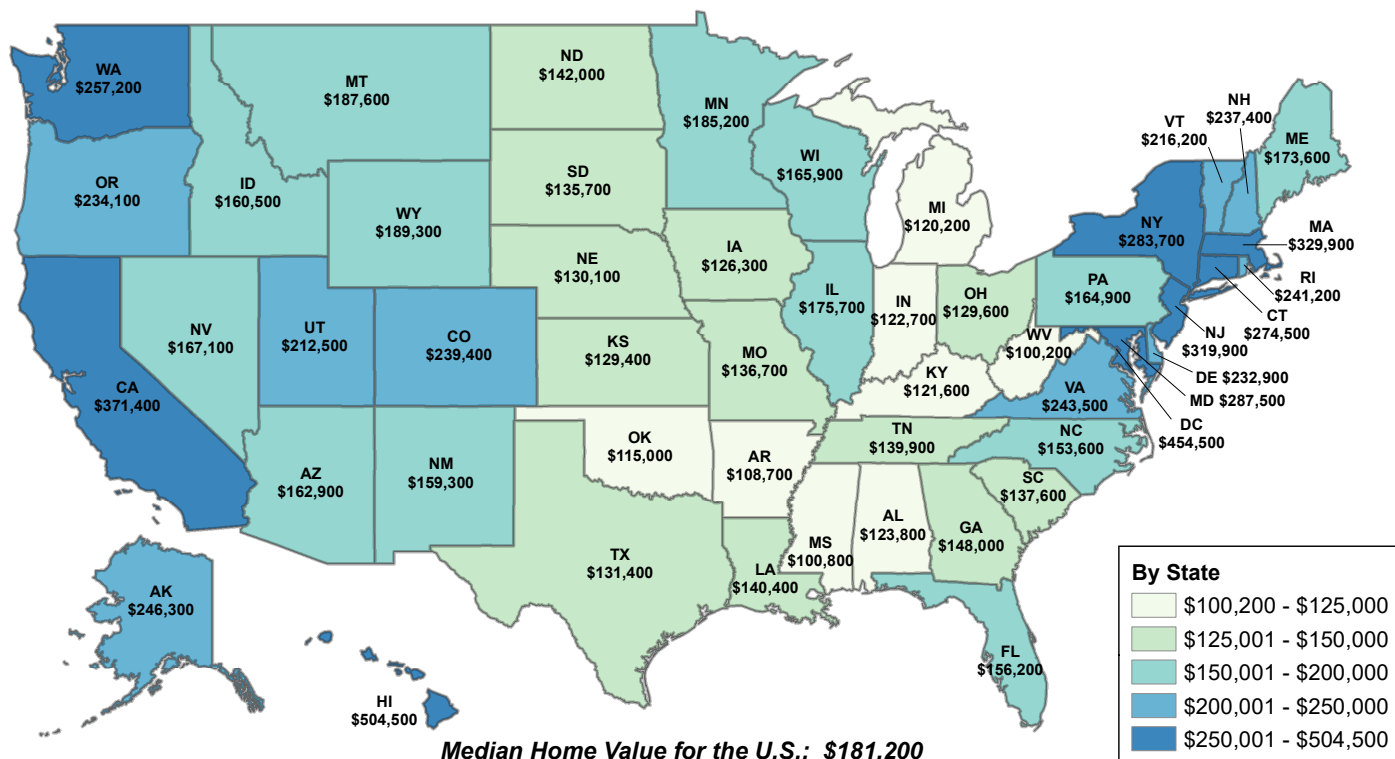 WA
$257,200
MT
$187,600
ND
$142,000
MN
$185,200
NH
$237,400
VT
$216,200
ME
$173,600
OR
$234,100
ID
$160,500
WY
$189,300
SD
$135,700
WI
$165,900
MI
$120,200
NY
$283,700
MA
$329,900
RI
$241,200
CT
$274,500
NJ
$319,900
DE $232,900
MD $287,500
DC
$454,500
NV
$167,100
UT
$212,500
CO
$239,400
NE
$130,100
IA
$126,300
IL
$175,700
IN
$122,700
OH
$129,600
PA
$164,900
CA
$371,400
KS
$129,400
MO
$136,700
KY
$121,600
WV
$100,200
VA
$243,500
AZ
$162,900
NM
$159,300
OK
$115,000
AR
$108,700
TN
$139,900
NC
$153,600
SC
$137,600
TX
$131,400
LA
$140,400
MS
$100,800
AL
$123,800
GA
$148,000
FL
$156,200
AK
$246,300
HI
$504,500
Median Home Value for the U.S.: $181,200
By State
$100,200 - $125,000
$125,001 - $150,000
$150,001 - $200,000
$200,001 - $250,000
$250,001 - $504,500